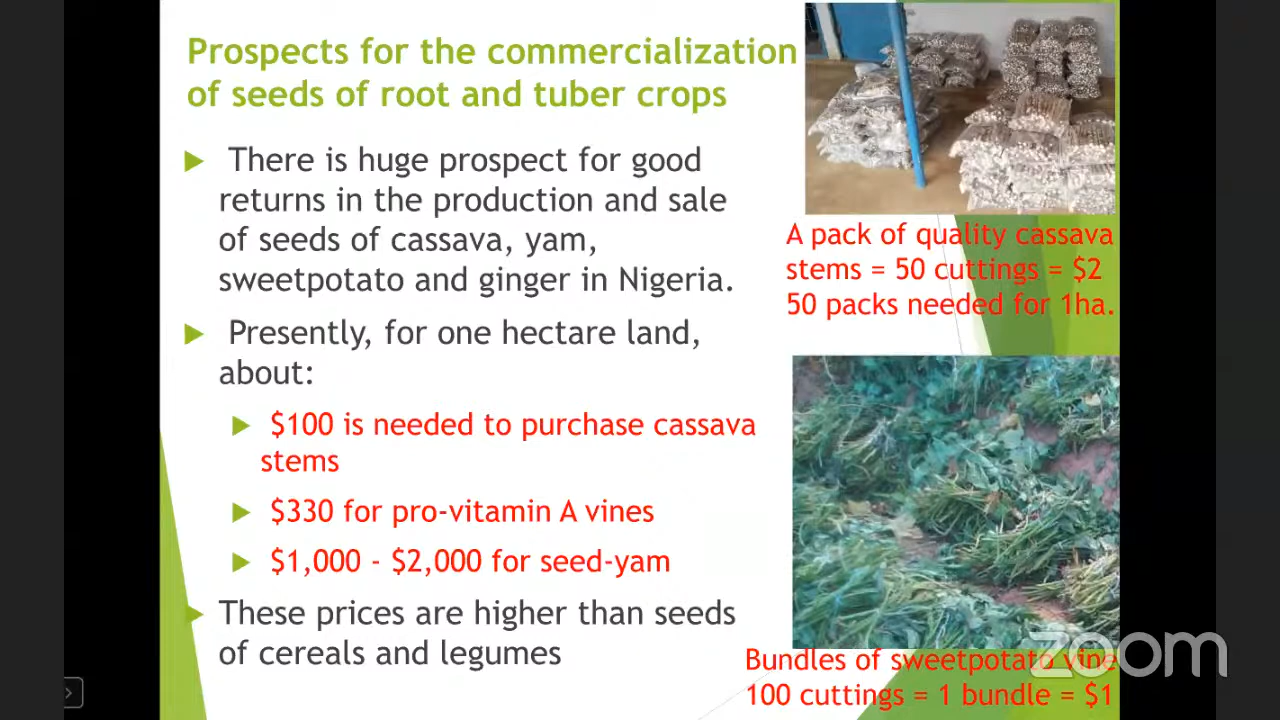 Prospects for the commercialization
of seeds of root and tuber crops
There is huge prospect for good
returns in the production and sale
of seeds of cassava, yam,
sweetpotato and ginger in Nigeria.
Presently, for one hectare land,
about:
$100 is needed to purchase cassava
stems
$330 for pro-vitamin A vines
$1,000 - $2,000 for seed-yam
These prices are higher than seeds
of cereals and legumes
A pack of quality cassava
stems = 50 cuttings = $2
50 packs needed for 1ha.
Bundles of sweetpotato vine
100 cuttings = 1 bundle = $1
zoom